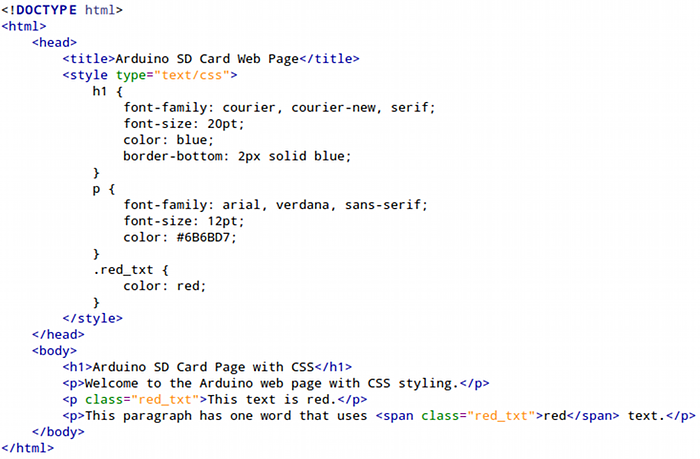 <!DOCTYPE html>
<html>
    <head>
        <title>Arduino SD Card Web Page</title>
        <style type="text/css">
            h1 {
                font-family: courier, courier-new, serif;
                font-size: 20pt;
                color: blue;
                border-bottom: 2px solid blue;
            }
            p {
                font-family: arial, verdana, sans-serif;
                font-size: 12pt;
                color: #6B6BD7;
            }
            .red_txt {
                color: red;
            }
        </style>
    </head>
    <body>
        <h1>Arduino SD Card Page with CSS</h1>
        <p>Welcome to the Arduino web page with CSS styling.</p>
        <p class="red_txt">This text is red.</p>
        <p>This paragraph has one word that uses <span class="red_txt">red</span> text.</p>
    </body>
</html>